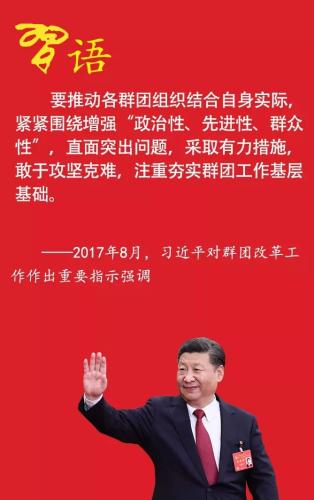 習语
要推动各群团组织结合自身实际，
紧紧围绕增强“政治性、先进性、群众
性”，直面突出问题，采取有力措施，
敢于攻坚克难，注重夯实群团工作基层
基础。
——2017年8月，习近平对群团改革工
作作出重要指示强调